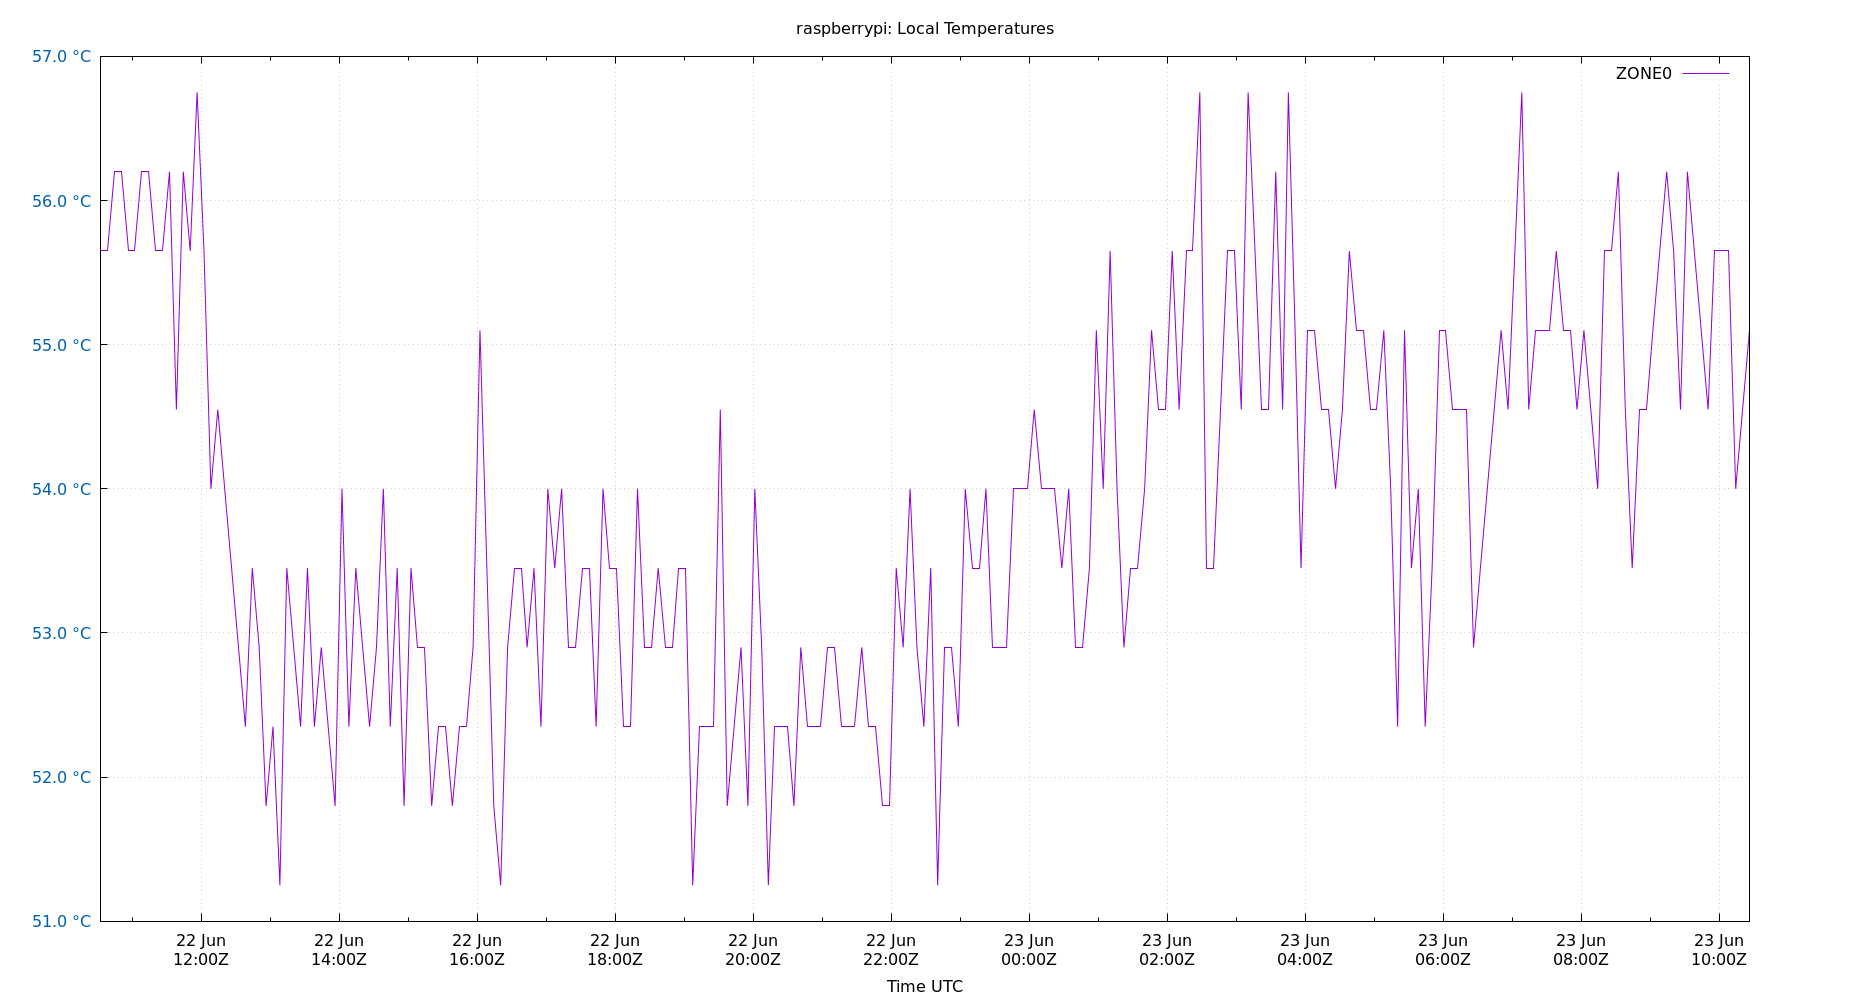 raspberrypi: Local Temperatures
57.0 °C
ZONE0
56.0 °C
55.0 °C
54.0 °C
53.0 °C
52.0 °C
51.0 °C
22 Jun 22 Jun 22 Jun 22 Jun 22 Jun 22 Jun 23 Jun 23 Jun 23 Jun 23 Jun 23 Jun 23 Jun
12:00Z 14:00Z 16:00Z 18:00Z 20:00Z 22:00Z 00:00Z 02:00Z 04:00Z 06:00Z 08:00Z 10:00Z
Time UTC